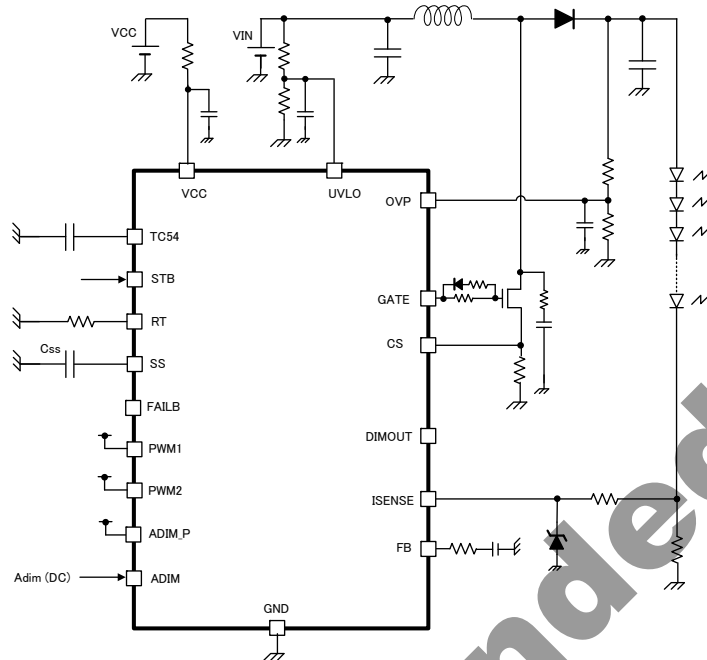 VCC
VIN
VCC
UVLO
OVP
TC54
STB
GATE
RT
CS
Css
SS
FAILB
DIMOUT
PWM1
PWM2
ISENSE
ADIM_P
FB
Adim (DC)
ADIM
GND
nded